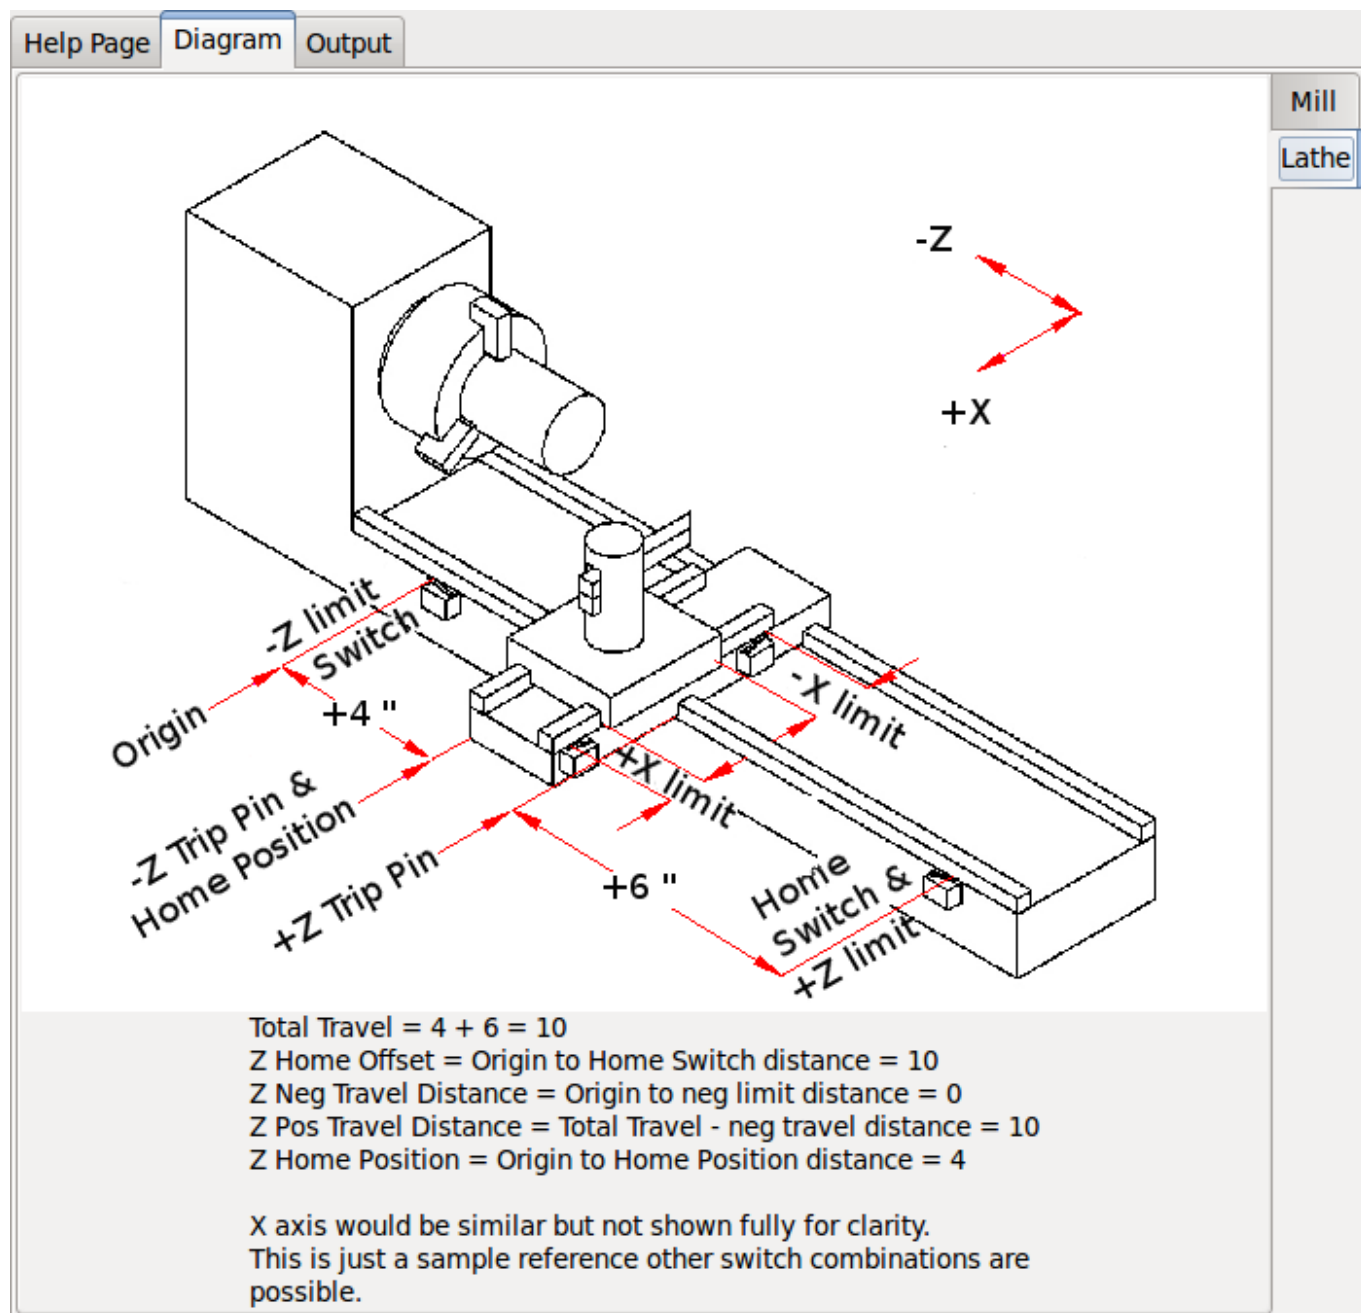 Help Page
Diagram
Output
Mill
Lathe
-Z
+X
-Z limit
Switch
Origin
+4 "
-X limit
+X limit
-Z Trip Pin &
Home Position
+Z Trip Pin
+6 "
Home
Switch &
+Z limit
Total Travel = 4 + 6 = 10
Z Home Offset = Origin to Home Switch distance = 10
Z Neg Travel Distance = Origin to neg limit distance = 0
Z Pos Travel Distance = Total Travel - neg travel distance = 10
Z Home Position = Origin to Home Position distance = 4
X axis would be similar but not shown fully for clarity.
This is just a sample reference other switch combinations are
possible.